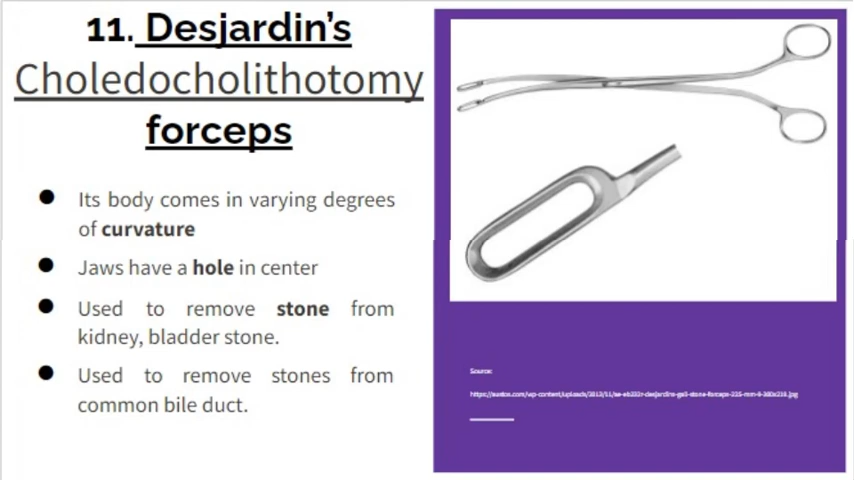 11. Desjardin's
Choledocholithotomy
forceps
● Its body comes in varying degrees
of curvature
● Jaws have a hole in center
● Used to remove stone from
kidney, bladder stone.
● Used to remove stones from
common bile duct.
Source: